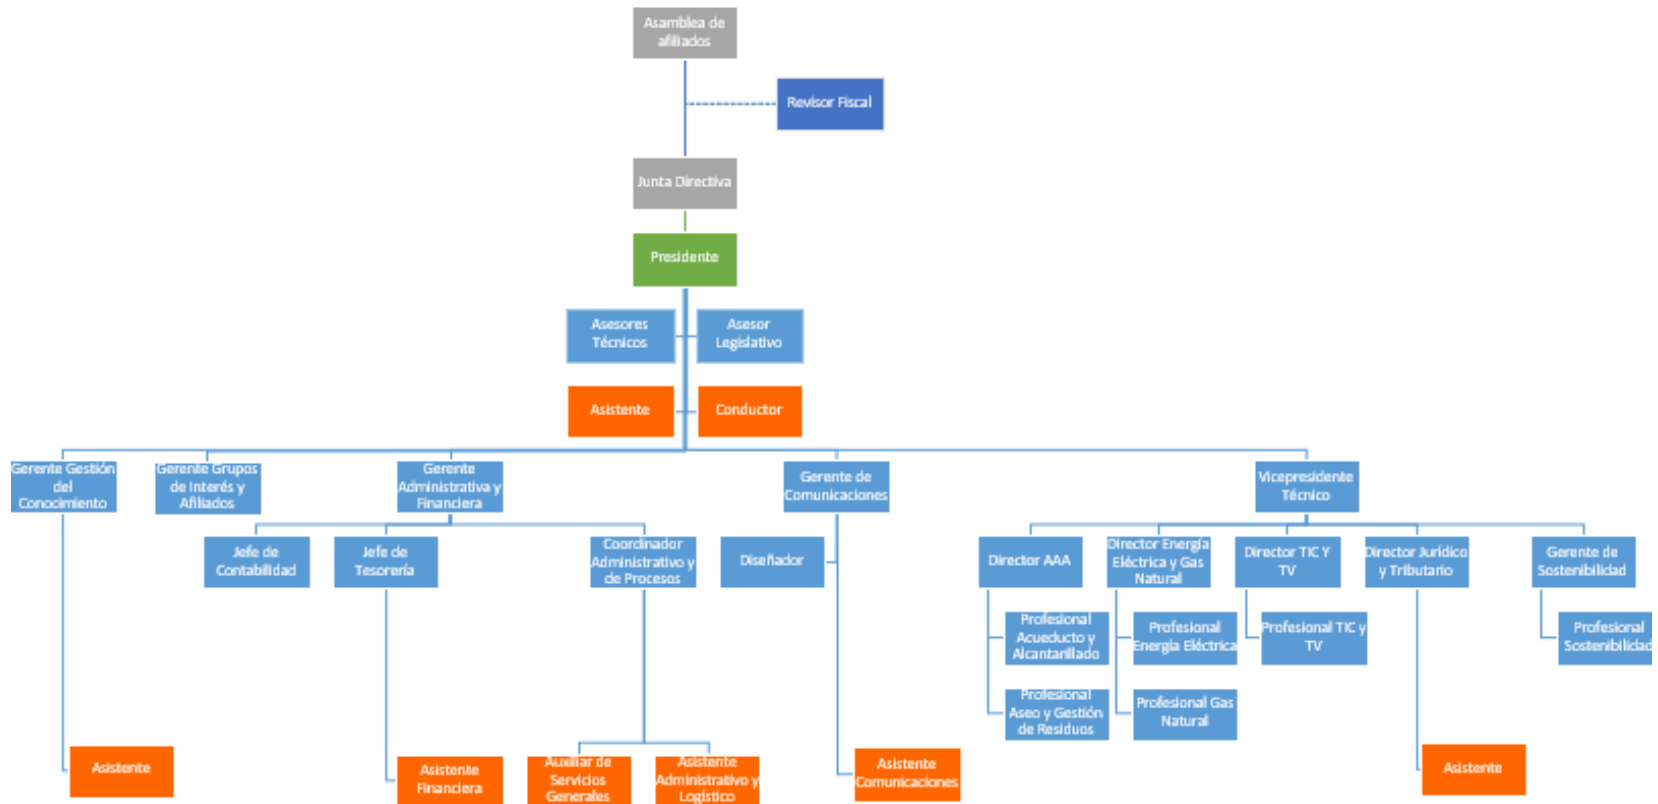 Asamblea de
afiliados
Revisor Fiscal
Junta Directiva
Presidente
Asesores
Técnicos
Asesor
Legislativo
Asistente
Conductor
Gerente Gestión
del
Conocimiento
Gerente Grupos
de Interés y
Afiliados
Gerente
Administrativa y
Financiera
Gerente de
Comunicaciones
Vicepresidente
Técnico
Jefe de
Contabilidad
Jefe de
Tesorería
Coordinador
Administrativo y
de Procesos
Diseñador
Director AAA
Director Energía
Eléctrica y Gas
Natural
Director TIC Y
TV
Director Jurídico
y Tributario
Gerente de
Sostenibilidad
Profesional
Acueducto y
Alcantarillado
Profesional
Energía Eléctrica
Profesional TIC y
TV
Profesional
Sostenibilidad
Profesional
Aseo y Gestión
de Residuos
Profesional Gas
Natural
Asistente
Asistente
Financiera
Auxiliar de
Servicios
Generales
Asistente
Administrativo y
Logístico
Asistente
Comunicaciones
Asistente